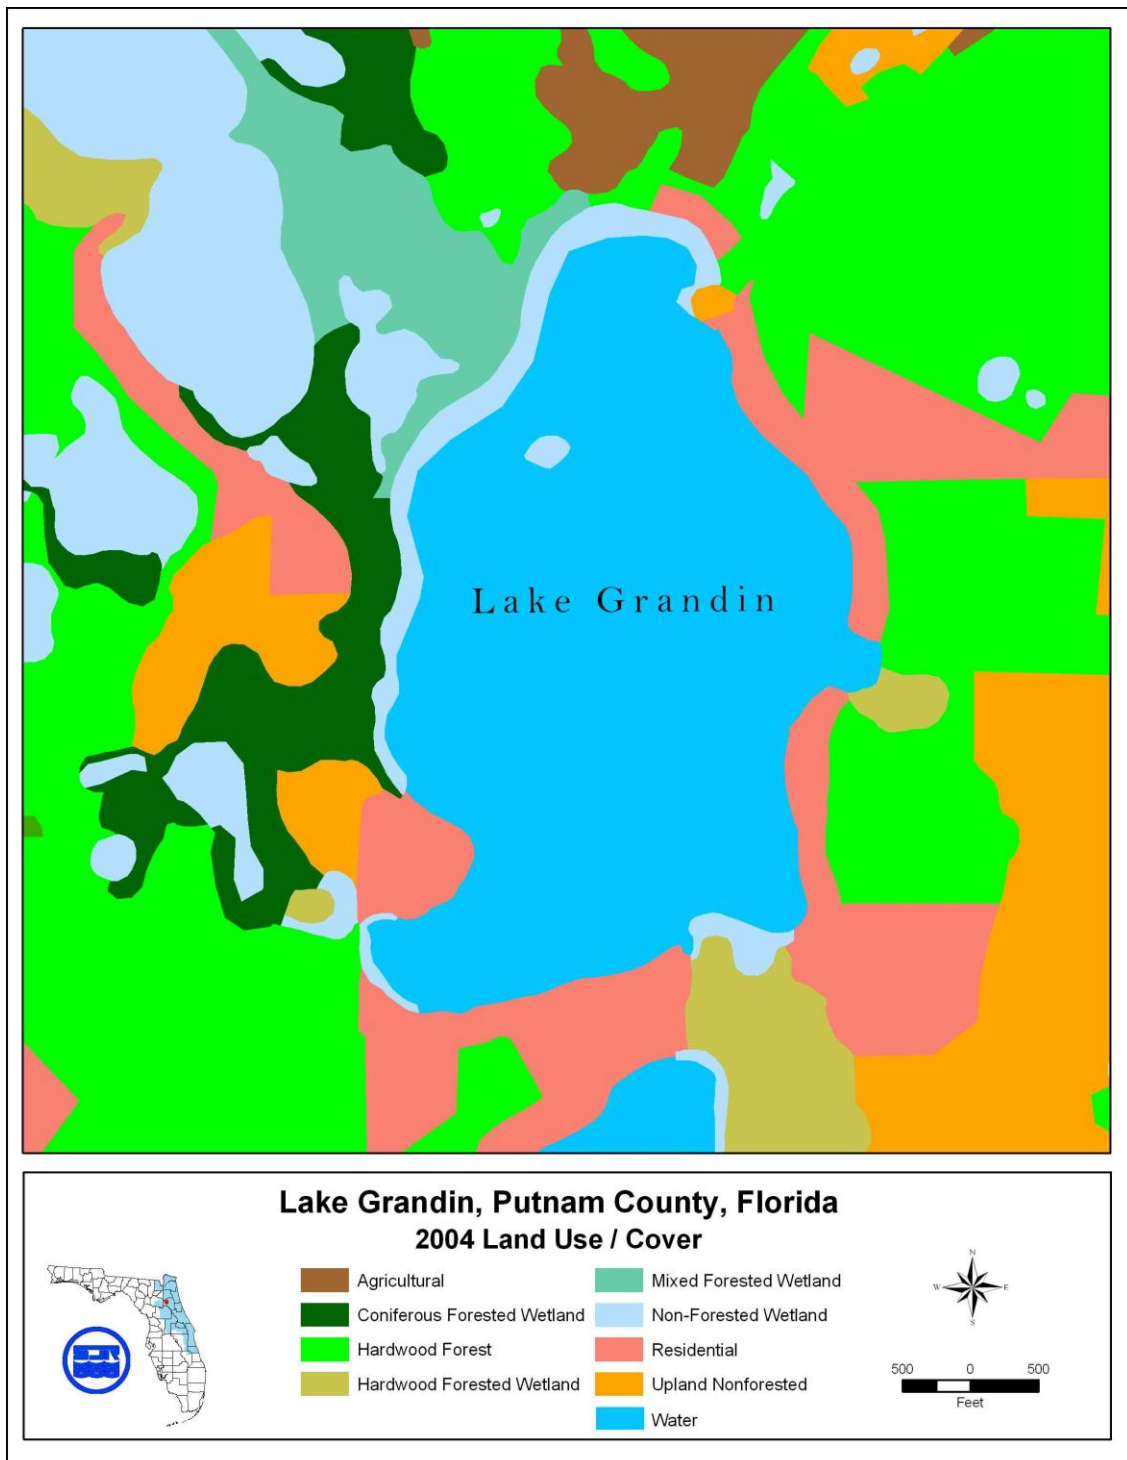 Lake Grandin
Lake Grandin, Putnam County, Florida
2004 Land Use / Cover
Agricultural
Coniferous Forested Wetland
Hardwood Forest
Hardwood Forested Wetland
Mixed Forested Wetland
Non-Forested Wetland
Residential
Upland Nonforested
Water
N
W E
S
500 0 500
Feet